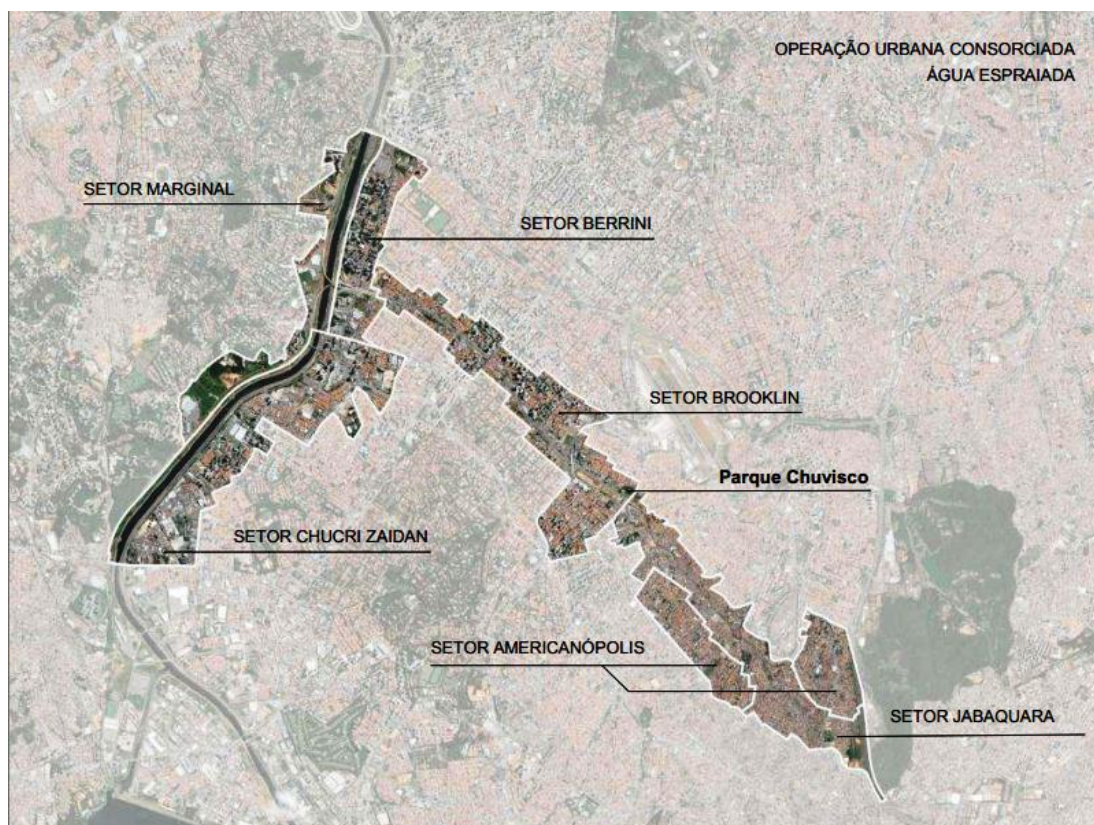 OPERAÇÃO URBANA CONSORCIADA
ÁGUA ESPRAIADA
SETOR MARGINAL
SETOR BERRINI
SETOR BROOKLIN
Parque Chuvisco
SETOR CHUCRI ZAIDAN
SETOR AMERICANÓPOLIS
SETOR JABAQUARA